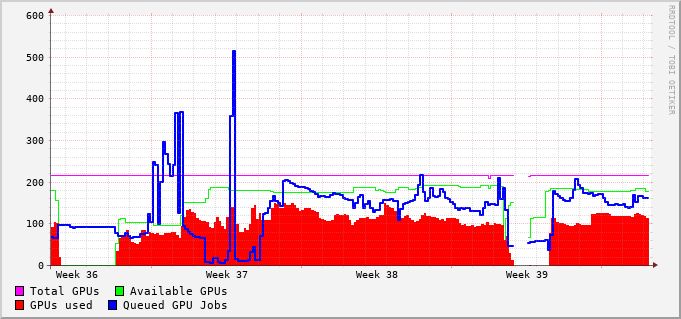 600
500
400
300
200
100
0
Week 36 Week 37 Week 38 Week 39
Total GPUs Available GPUs
GPUs used Queued GPU Jobs
RRDTOOL / TOBI OETIKER